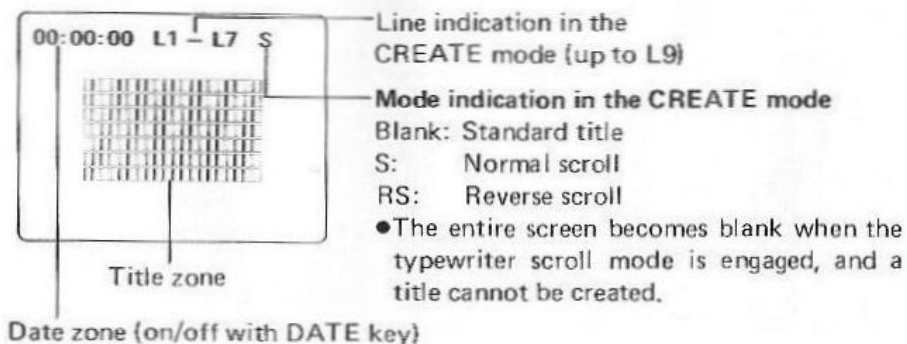 00:00:00 L1 – L7 S
Line indication in the
CREATE mode (up to L9)
Mode indication in the CREATE mode
Blank: Standard title
S: Normal scroll
RS: Reverse scroll
●The entire screen becomes blank when the
typewriter scroll mode is engaged, and a
title cannot be created.
Title zone
Date zone (on/off with DATE key)